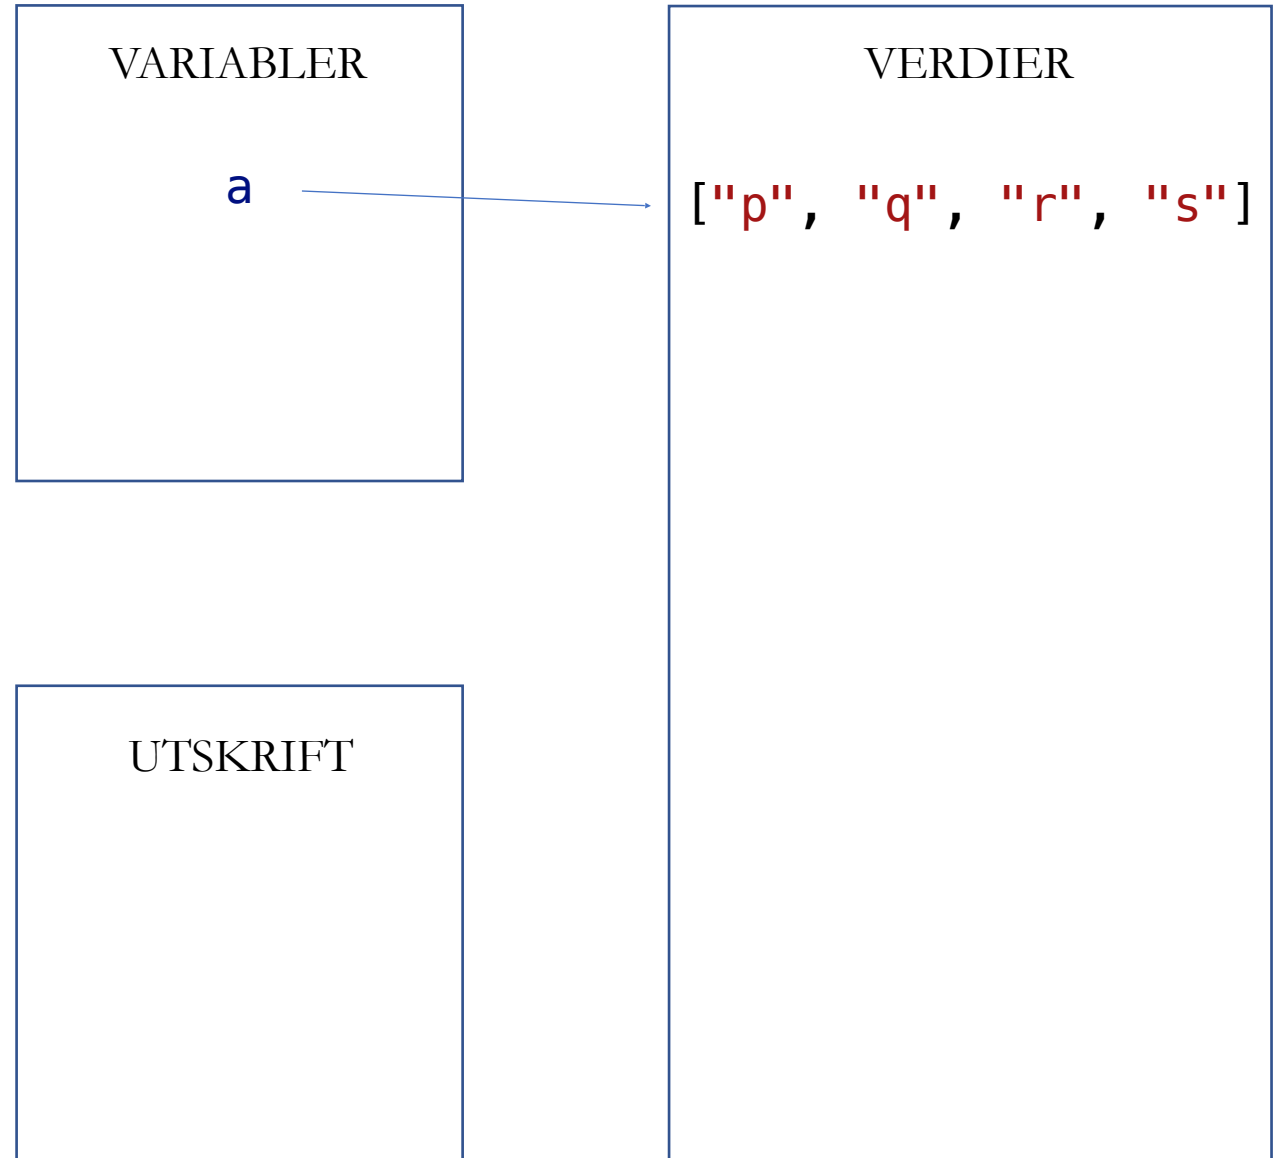 VARIABLER
a
VERDIER
["p", "q", "r", "s"]
UTSKRIFT